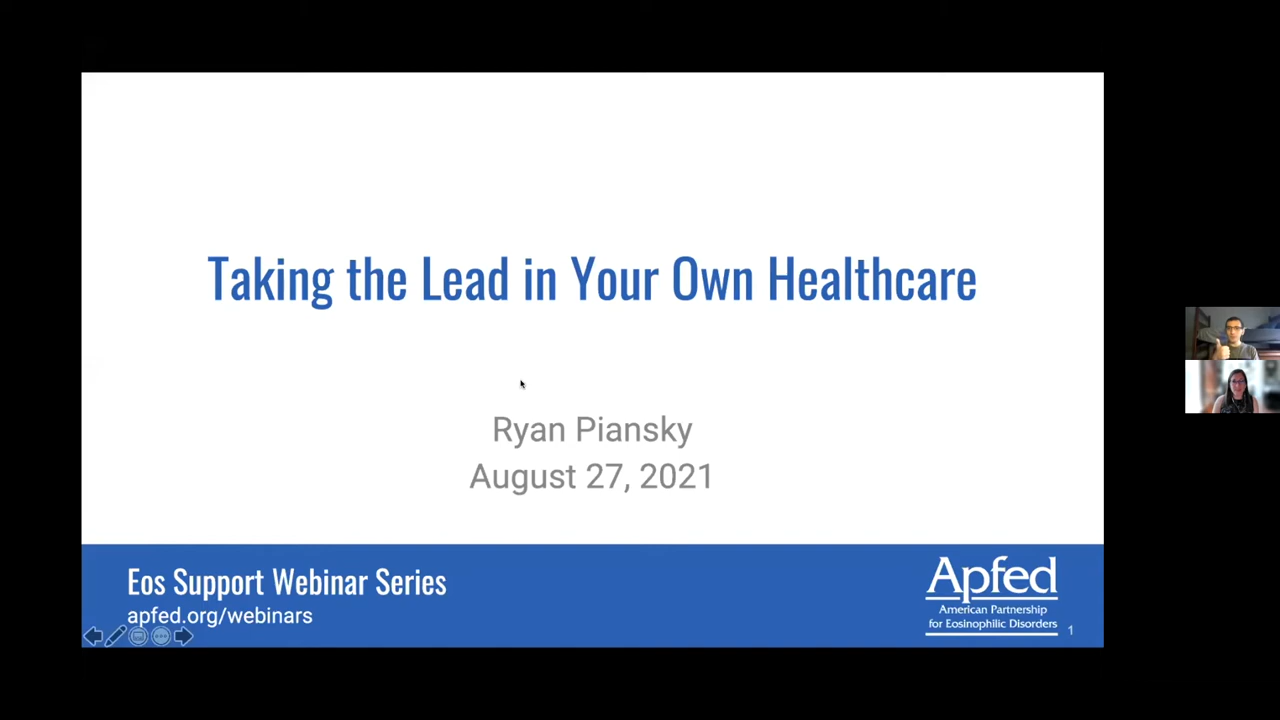 Taking the Lead in Your Own Healthcare
Ryan Piansky
August 27, 2021
Eos Support Webinar Series
apfed.org/webinars
Apfed
American Partnership
for Eosinophilic Disorders
1